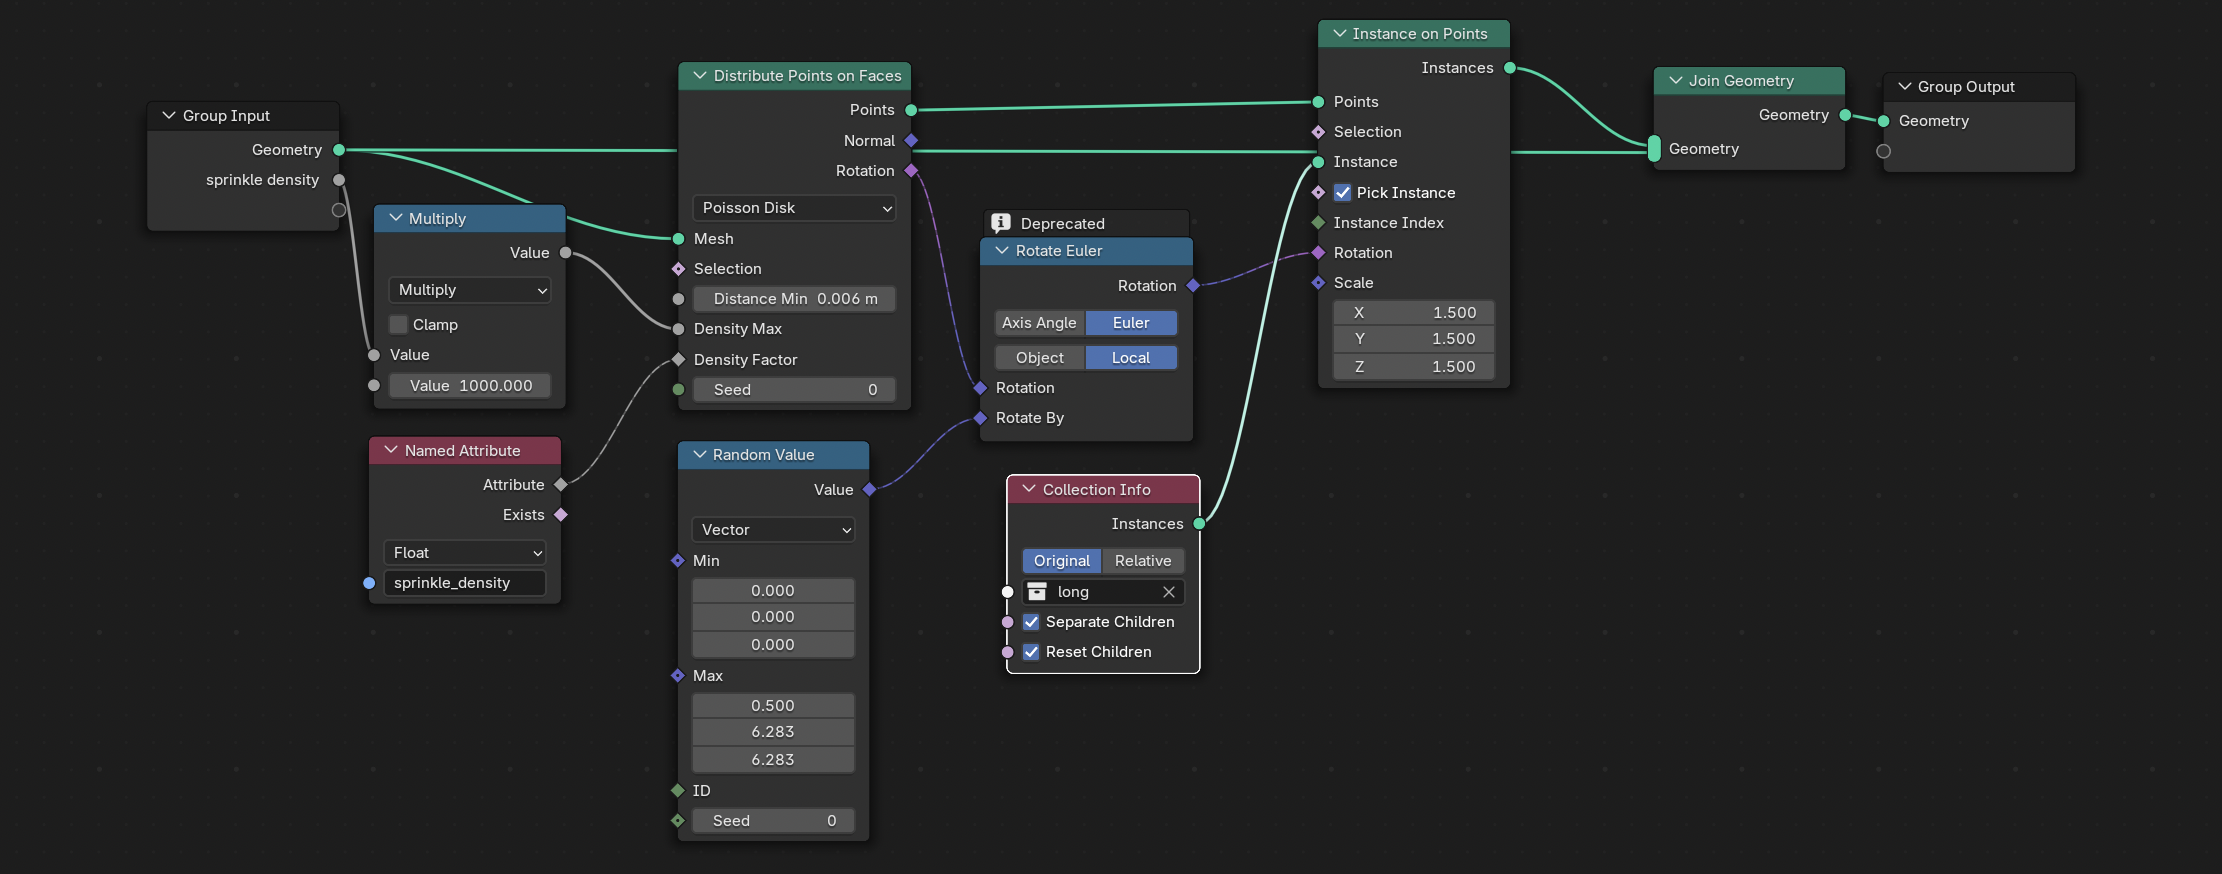 Group Input
Geometry
sprinkle density
Multiply
Value
Multiply
Clamp
Value
Value 1000.000
Named Attribute
Attribute
Exists
Float
sprinkle_density
Distribute Points on Faces
Points
Normal
Rotation
Poisson Disk
Mesh
Selection
Distance Min 0.006 m
Density Max
Density Factor
Seed 0
Random Value
Value
Vector
Min
0.000
0.000
0.000
Max
0.500
6.283
6.283
ID
Seed 0
Deprecated
Rotate Euler
Rotation
Axis Angle Euler
Object Local
Rotation
Rotate By
Collection Info
Instances
Original Relative
long
Separate Children
Reset Children
Instance on Points
Instances
Points
Selection
Instance
Pick Instance
Instance Index
Rotation
Scale
X 1.500
Y 1.500
Z 1.500
Join Geometry
Geometry
Geometry
Group Output
Geometry